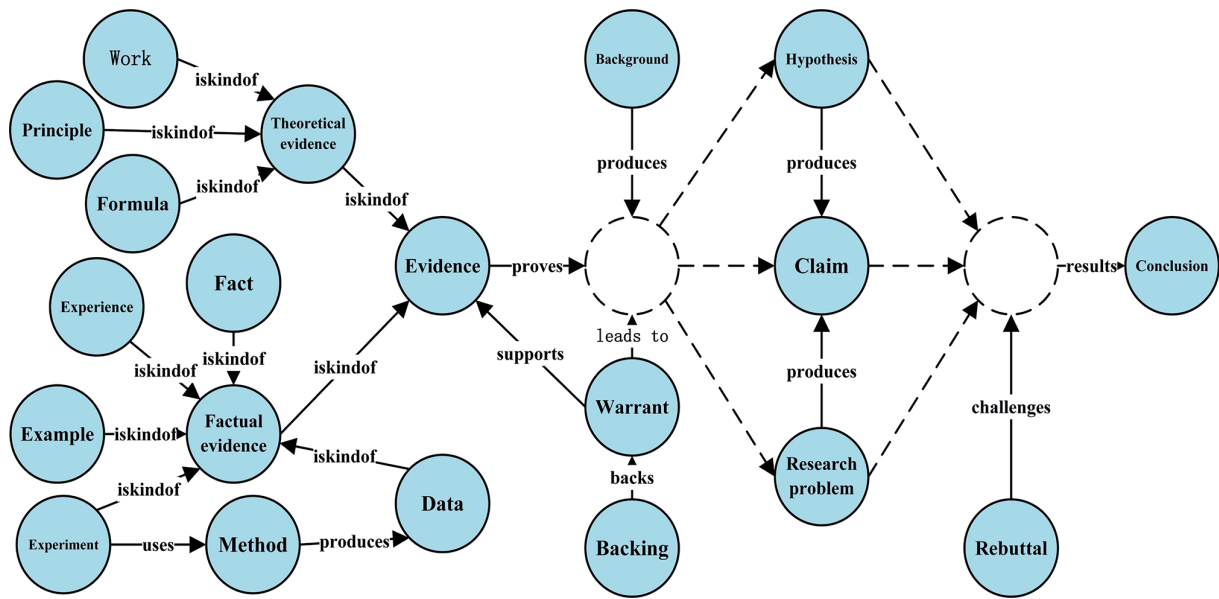 Work
iskindof
Principle
iskindof
Theoretical
evidence
Formula
iskindof
iskindof
Background
produces
Hypothesis
produces
Evidence
proves
Claim
results
Conclusion
Fact
Experience
iskindof
iskindof
iskindof
Example
iskindof
Factual
evidence
iskindof
iskindof
Data
Experiment
uses
Method
produces
supports
leads to
Warrant
backs
Backing
produces
Research
problem
challenges
Rebuttal